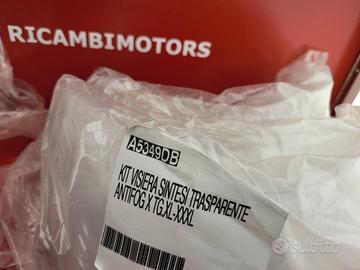 RICAMBIMOTORS
A5349DB
KIT VISIERA SINTESI TRASPARENTE
ANTIFOG X TG.XL-XXXL
subito